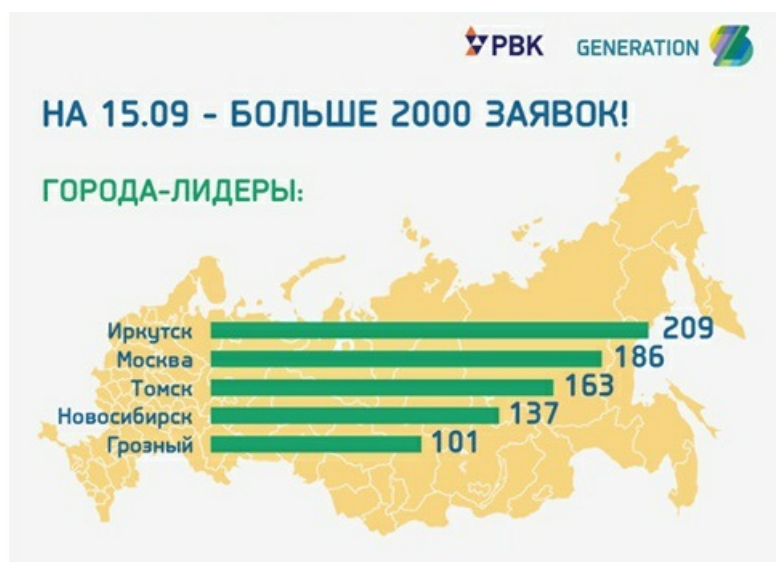 РВК GENERATION
НА 15.09 - БОЛЬШЕ 2000 ЗАЯВОК!
ГОРОДА-ЛИДЕРЫ:
Иркутск 209
Москва 186
Томск 163
Новосибирск 137
Грозный 101